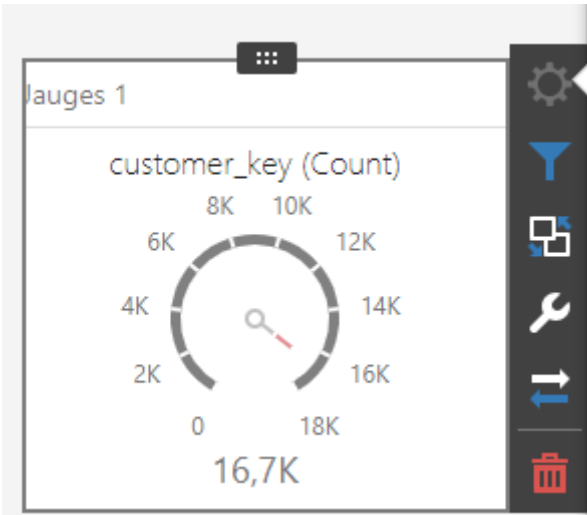 Jauges 1
customer_key (Count)
8K 10K
6K 12K
4K 14K
2K 16K
0 18K
16,7K